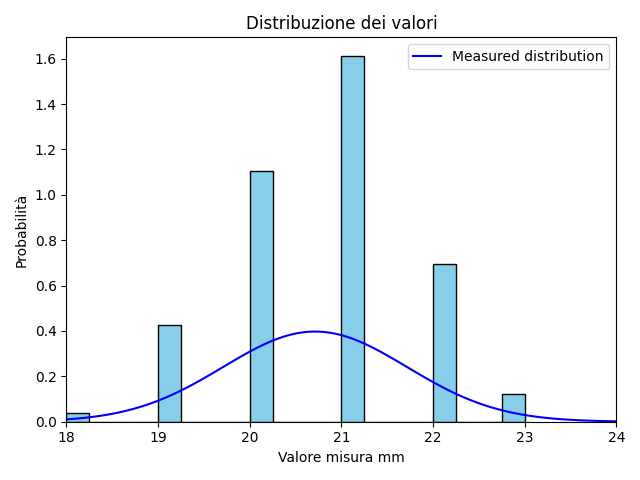 Distribuzione dei valori
Measured distribution
1.6
1.4
1.2
1.0
0.8
0.6
0.4
0.2
0.0
Probabilità
18 19 20 21 22 23 24
Valore misura mm